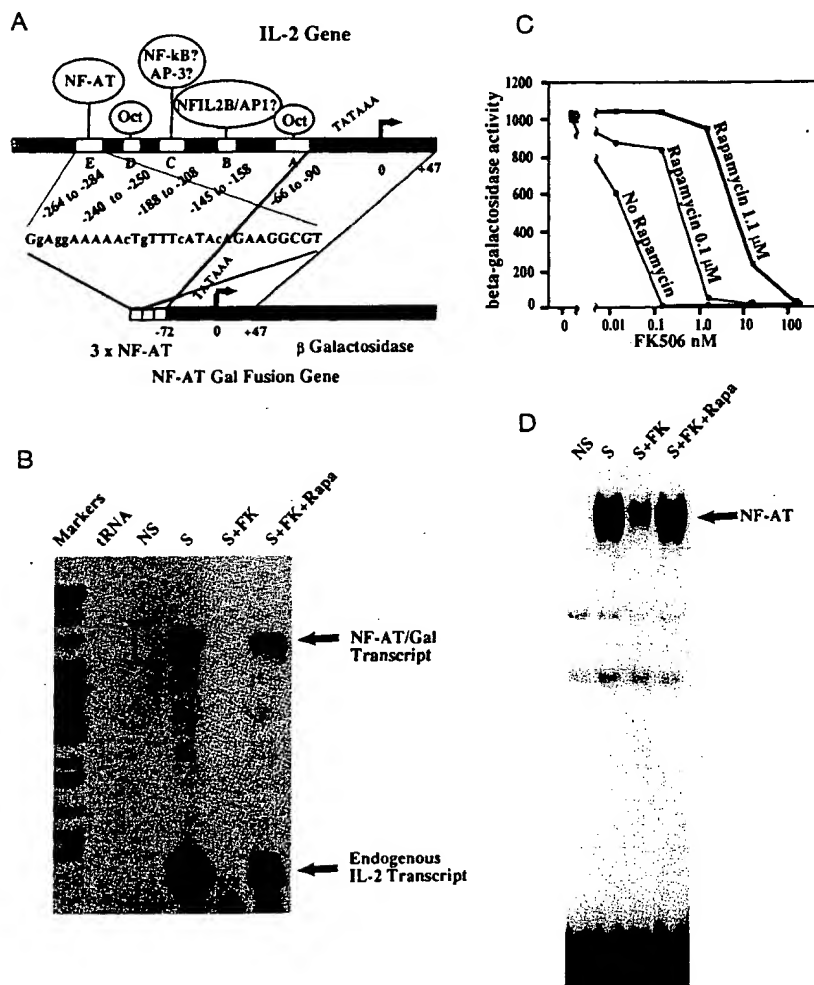 A
IL-2 Gene
NF-AT
Oct
NF-kB?
AP-3?
NFIL2B/AP1?
Oct
TATAAA
E
D
C
B
A
0
+47
-264 to -284
-240 to -250
-188 to -208
-145 to -158
-66 to -90
GgAggAAAAAcTgTTTcATAcAGAAGGCGT
TATAAA
-72
0
+47
3 x NF-AT
β Galactosidase
NF-AT Gal Fusion Gene
B
Markers
tRNA
NS
S
S+FK
S+FK+Rapa
NF-AT/Gal
Transcript
Endogenous
IL-2 Transcript
C
beta-galactosidase activity
1200
1000
800
600
400
200
0
No Rapamycin
Rapamycin 0.1 µM
Rapamycin 1.1 µM
0
0.01
0.1
1.0
10
100
FK506 nM
D
NS
S
S+FK
S+FK+Rapa
NF-AT